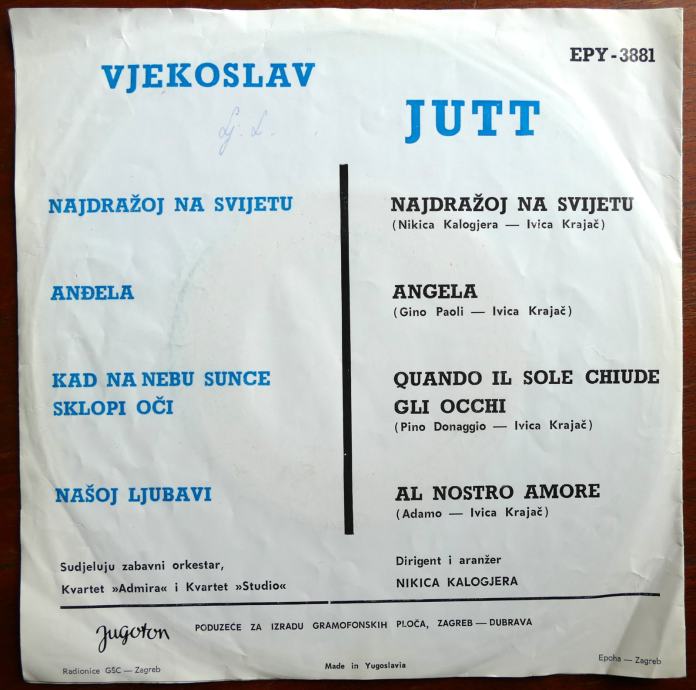 EPY-3881
VJEKOSLAV
JUTT
Lj. L.
NAJDRAŽOJ NA SVIJETU
NAJDRAŽOJ NA SVIJETU
(Nikica Kalogjera — Ivica Krajač)
ANĐELA
ANGELA
(Gino Paoli — Ivica Krajač)
KAD NA NEBU SUNCE
SKLOPI OČI
QUANDO IL SOLE CHIUDE
GLI OCCHI
(Pino Donaggio — Ivica Krajač)
NAŠOJ LJUBAVI
AL NOSTRO AMORE
(Adamo — Ivica Krajač)
Sudjeluju zabavni orkestar,
Kvartet »Admira« i Kvartet »Studio«
Dirigent i aranžer
NIKICA KALOGJERA
Jugoton PODUZEĆE ZA IZRADU GRAMOFONSKIH PLOČA, ZAGREB — DUBRAVA
Radionice GŠC — Zagreb
Made in Yugoslavia
Epoha — Zagreb